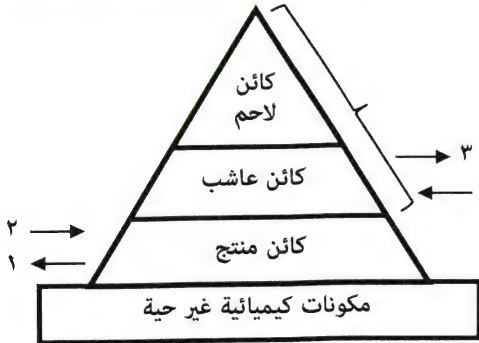 كائن
لاحم
٣
كائن عاشب
٢
كائن منتج
١
مكونات كيميائية غير حية